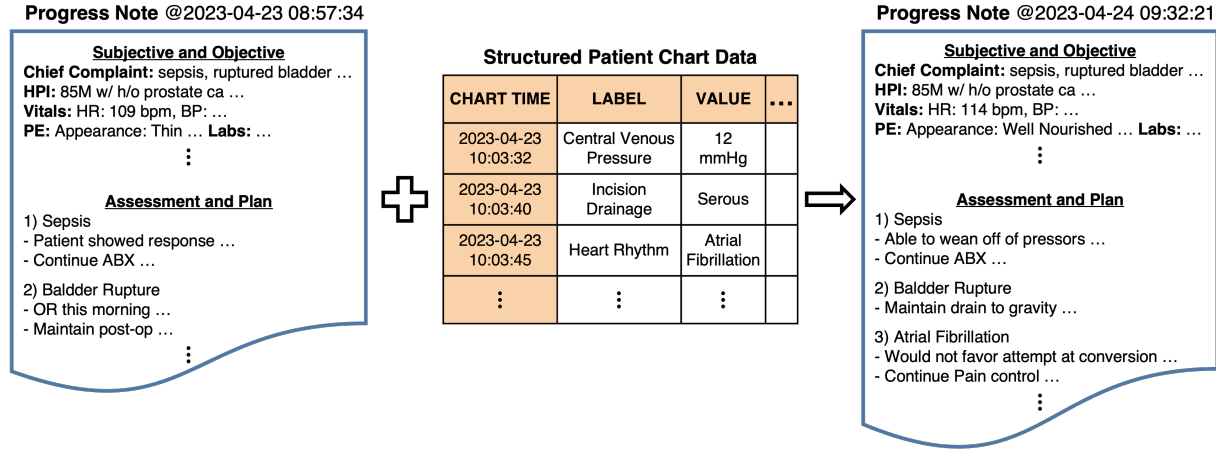 Progress Note @2023-04-23 08:57:34
Subjective and Objective
Chief Complaint: sepsis, ruptured bladder ...
HPI: 85M w/ h/o prostate ca ...
Vitals: HR: 109 bpm, BP: ...
PE: Appearance: Thin ... Labs: ...
⋮
Assessment and Plan
1) Sepsis
- Patient showed response ...
- Continue ABX ...
2) Baldder Rupture
- OR this morning ...
- Maintain post-op ...
⋮
Structured Patient Chart Data
CHART TIME LABEL VALUE ...
2023-04-23 Central Venous 12
10:03:32 Pressure mmHg
2023-04-23 Incision Serous
10:03:40 Drainage
2023-04-23 Heart Rhythm Atrial
10:03:45 Fibrillation
⋮ ⋮ ⋮
Progress Note @2023-04-24 09:32:21
Subjective and Objective
Chief Complaint: sepsis, ruptured bladder ...
HPI: 85M w/ h/o prostate ca ...
Vitals: HR: 114 bpm, BP: ...
PE: Appearance: Well Nourished ... Labs: ...
⋮
Assessment and Plan
1) Sepsis
- Able to wean off of pressors ...
- Continue ABX ...
2) Baldder Rupture
- Maintain drain to gravity ...
3) Atrial Fibrillation
- Would not favor attempt at conversion ...
- Continue Pain control ...
⋮